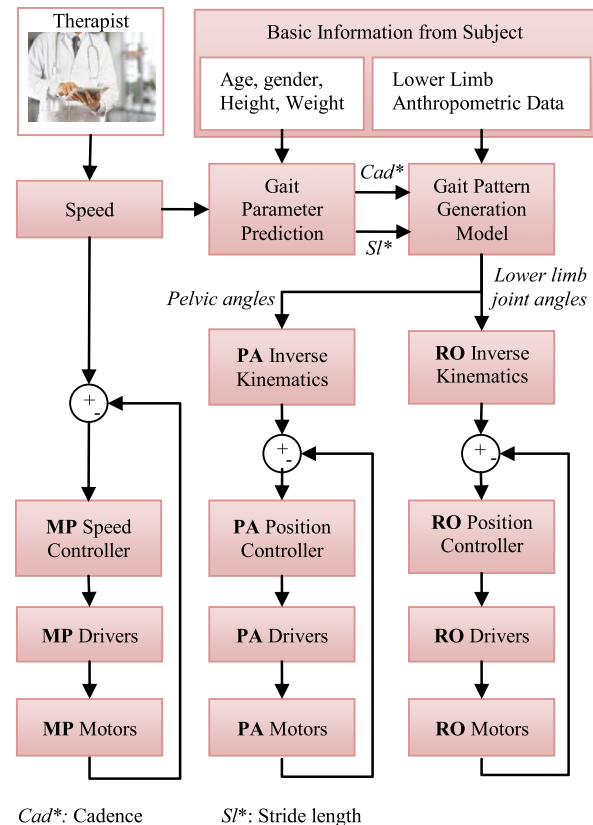 Therapist
Basic Information from Subject
Age, gender,
Height, Weight
Lower Limb
Anthropometric Data
Speed
Gait
Parameter
Prediction
Cad*
Sl*
Gait Pattern
Generation
Model
Pelvic angles
Lower limb
joint angles
PA Inverse
Kinematics
RO Inverse
Kinematics
+
-
+
-
+
-
MP Speed
Controller
PA Position
Controller
RO Position
Controller
MP Drivers
PA Drivers
RO Drivers
MP Motors
PA Motors
RO Motors
Cad*: Cadence
Sl*: Stride length